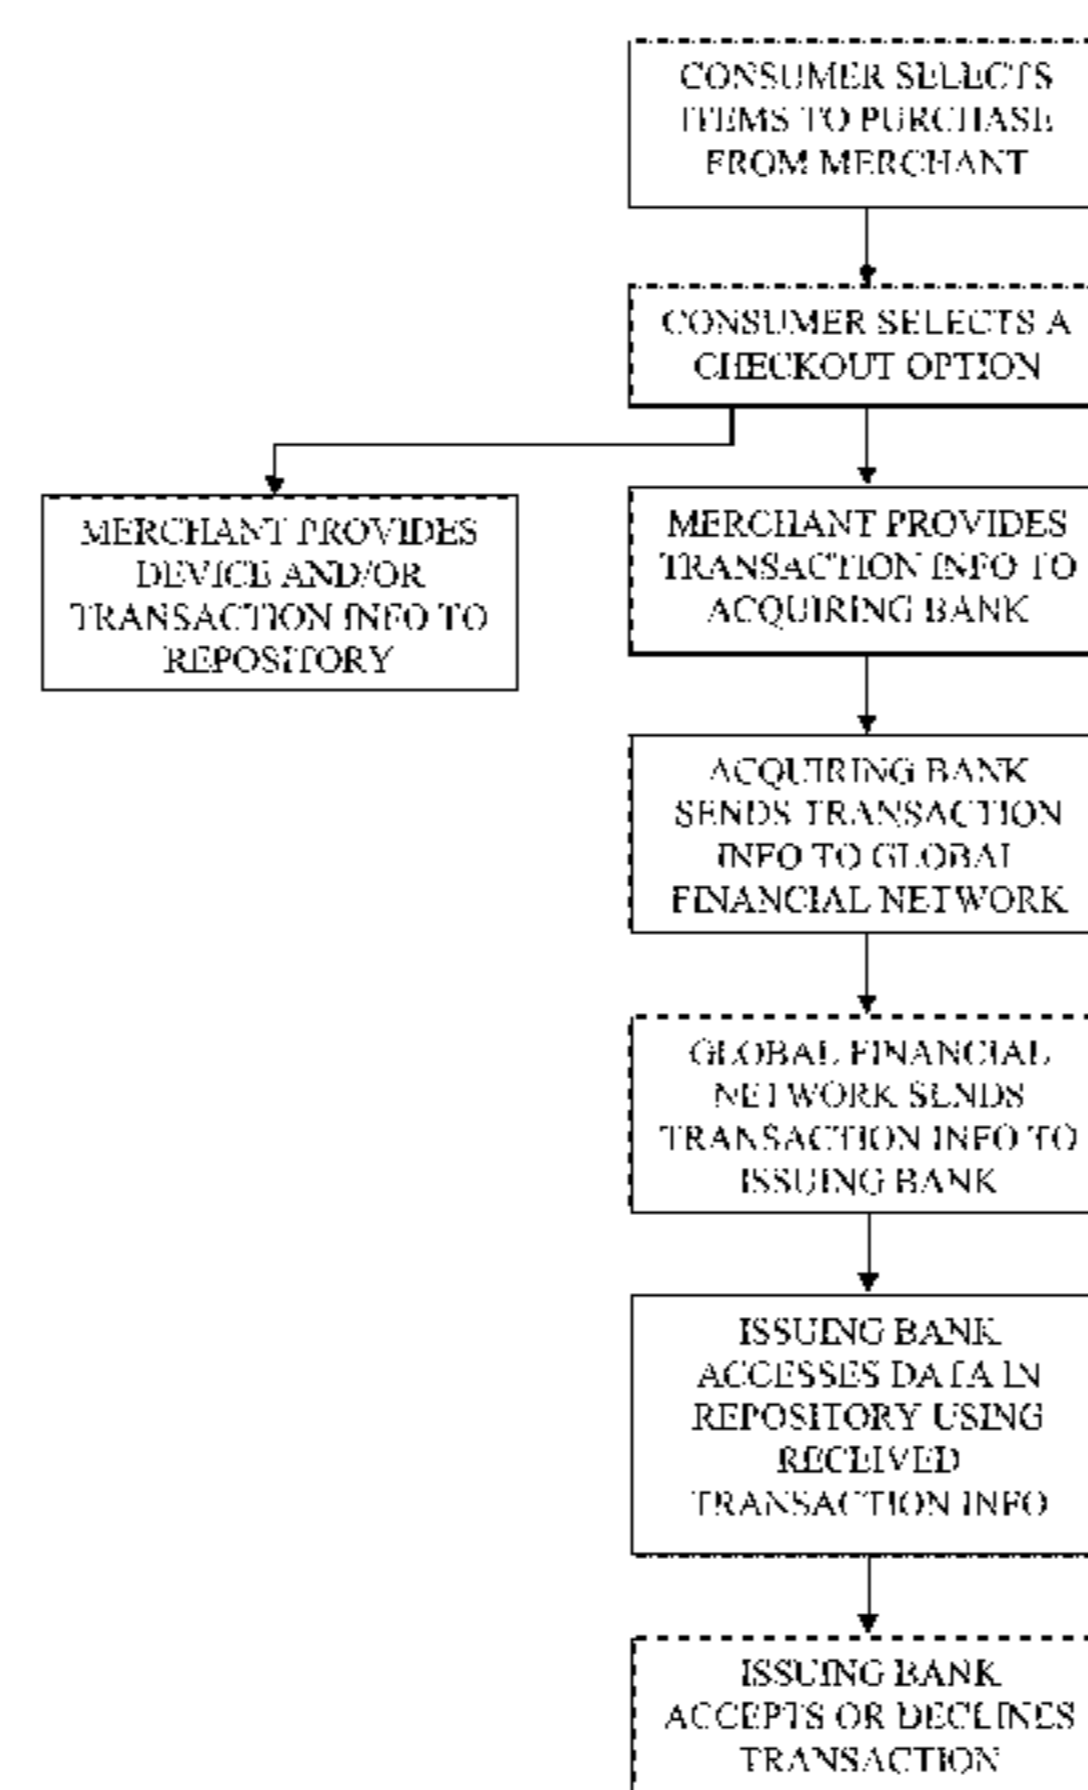 CONSUMER SELECTS
ITEMS TO PURCHASE
FROM MERCHANT
CONSUMER SELECTS A
CHECKOUT OPTION
MERCHANT PROVIDES
DEVICE AND/OR
TRANSACTION INFO TO
REPOSITORY
MERCHANT PROVIDES
TRANSACTION INFO TO
ACQUIRING BANK
ACQUIRING BANK
SENDS TRANSACTION
INFO TO GLOBAL
FINANCIAL NETWORK
GLOBAL FINANCIAL
NETWORK SENDS
TRANSACTION INFO TO
ISSUING BANK
ISSUING BANK
ACCESSES DATA IN
REPOSITORY USING
RECEIVED
TRANSACTION INFO
ISSUING BANK
ACCEPTS OR DECLINES
TRANSACTION